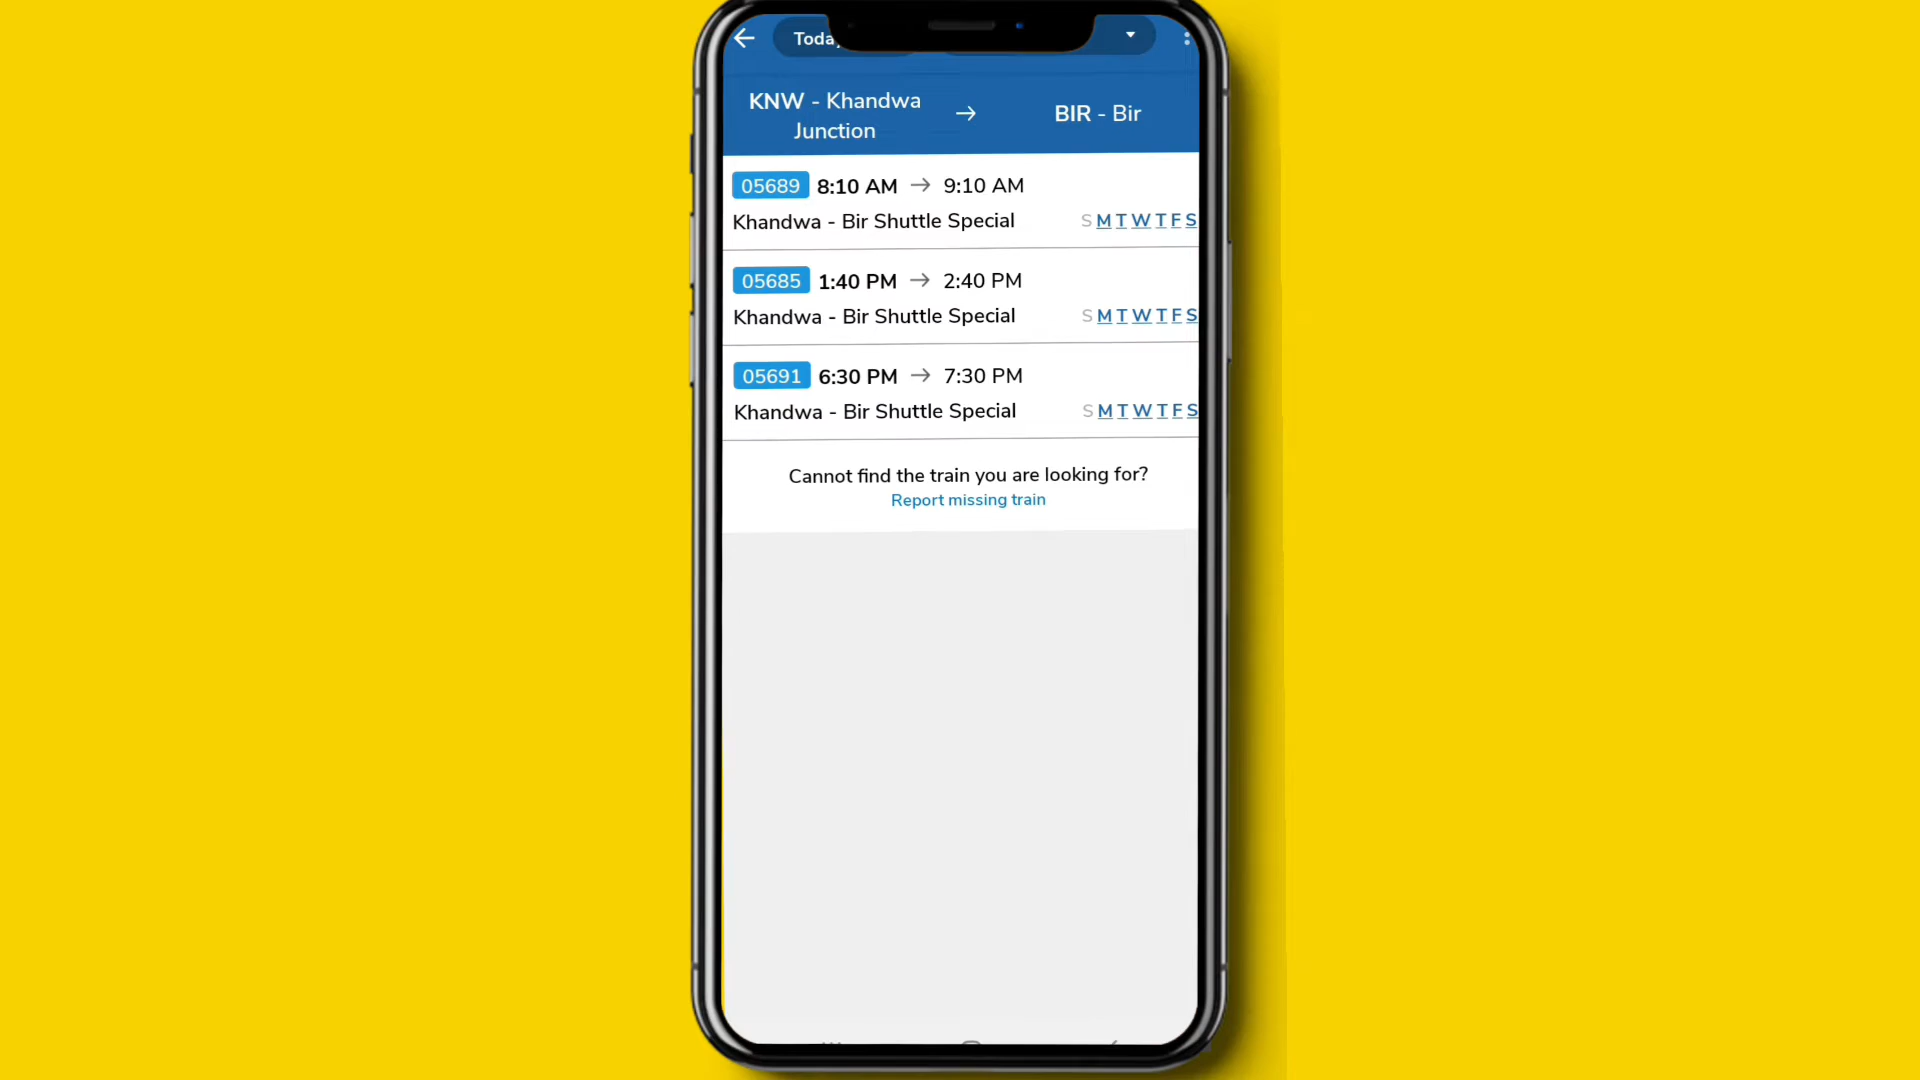 KNW - Khandwa
Junction
→
BIR - Bir
05689 8:10 AM → 9:10 AM
Khandwa - Bir Shuttle Special S M T W T F S
05685 1:40 PM → 2:40 PM
Khandwa - Bir Shuttle Special S M T W T F S
05691 6:30 PM → 7:30 PM
Khandwa - Bir Shuttle Special S M T W T F S
Cannot find the train you are looking for?
Report missing train